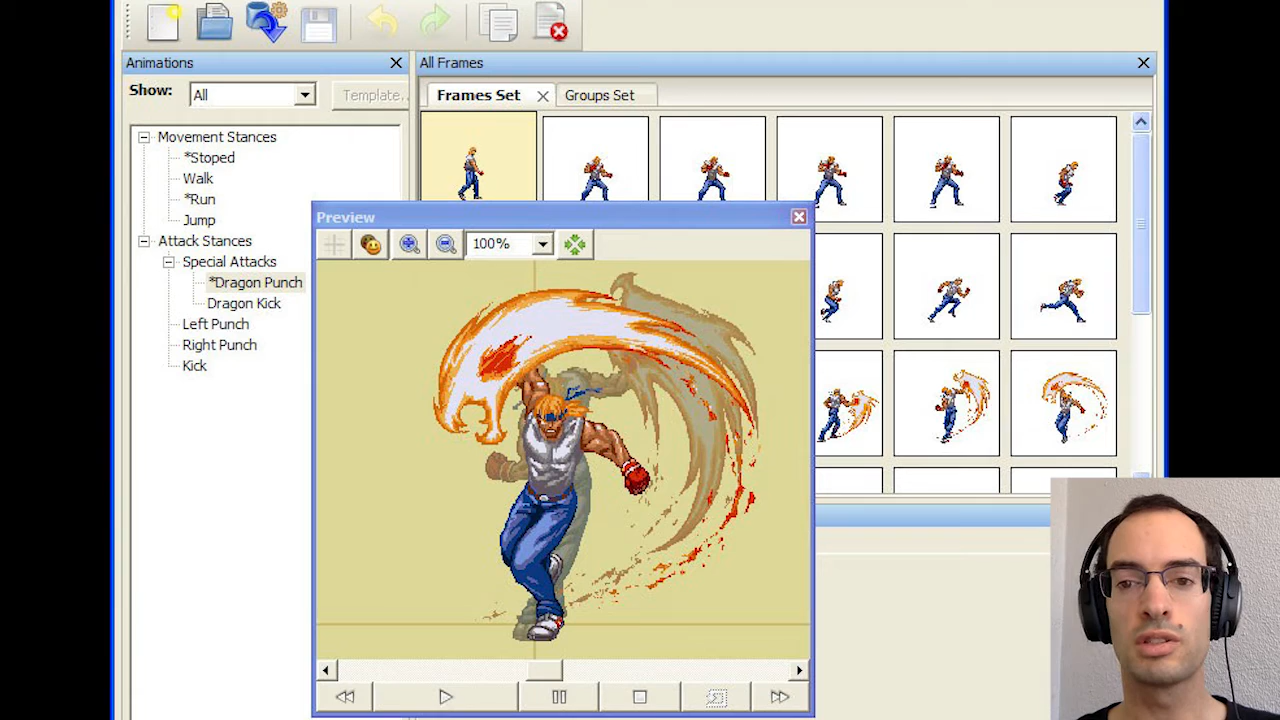 Animations
All Frames
Show:
All
Template..
Frames Set
Groups Set
Movement Stances
*Stoped
Walk
*Run
Jump
Attack Stances
Special Attacks
*Dragon Punch
Dragon Kick
Left Punch
Right Punch
Kick
Preview
100%